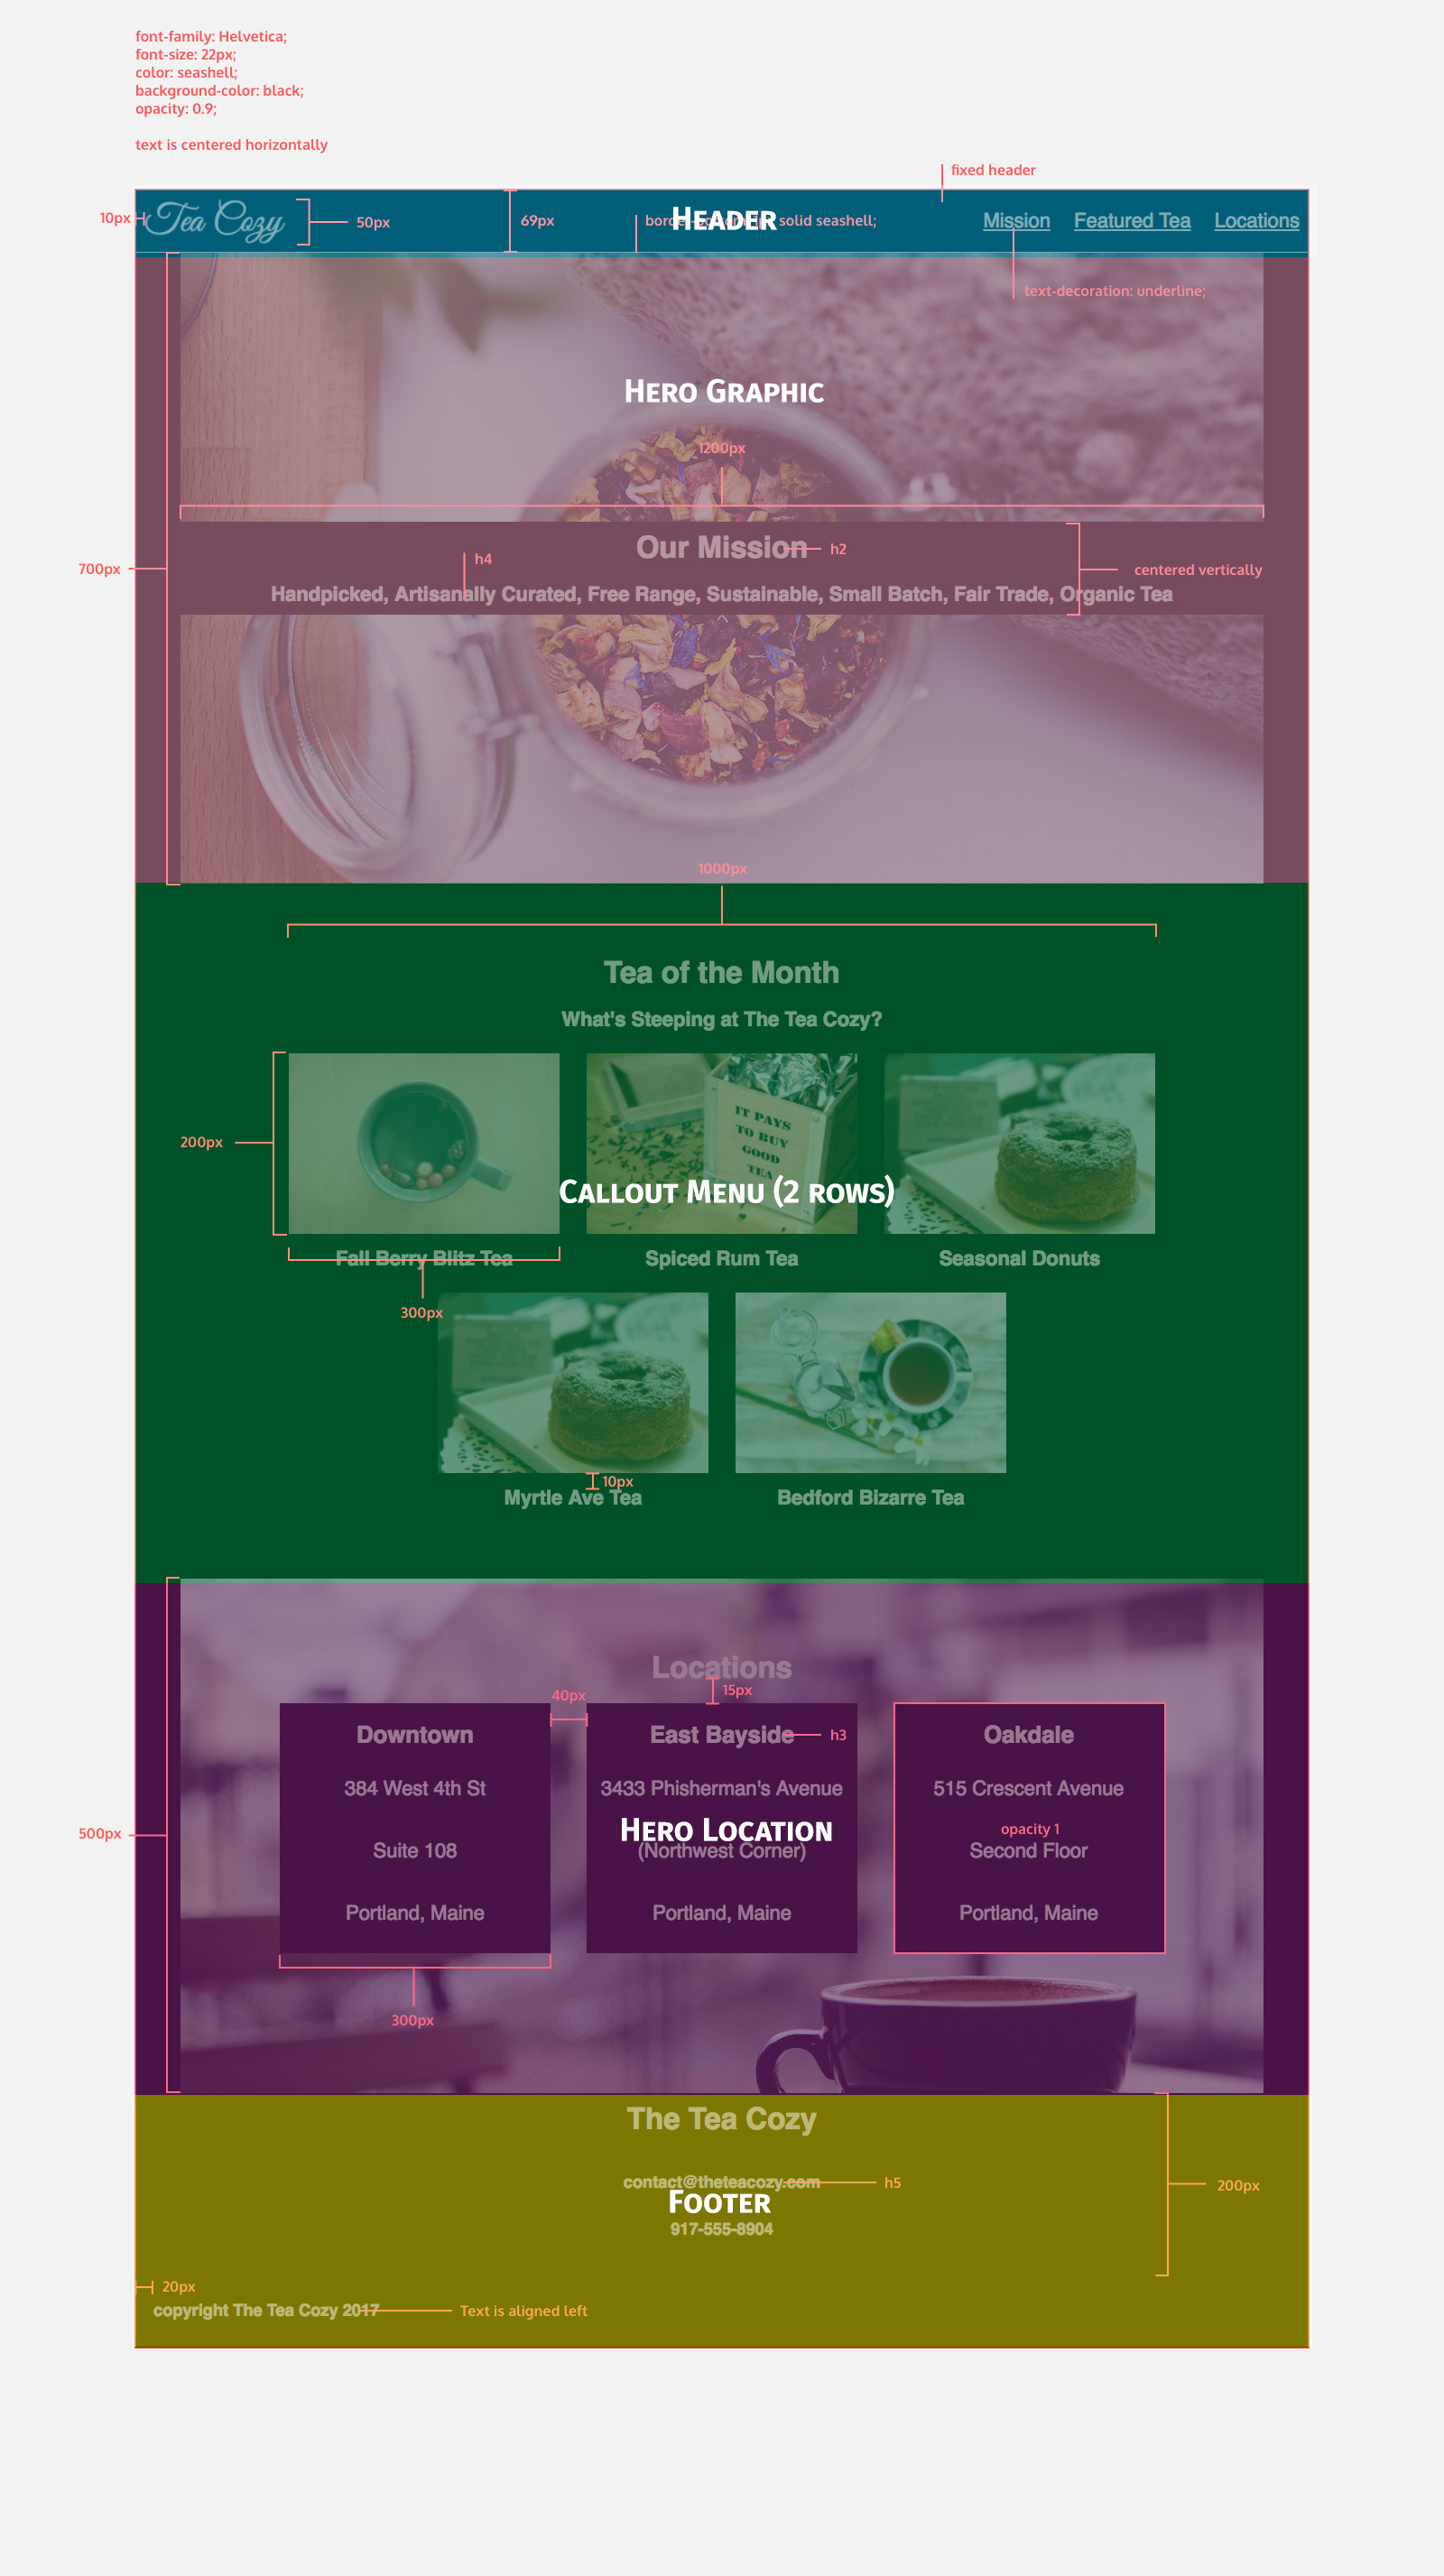 font-family: Helvetica;
font-size: 22px;
color: seashell;
background-color: black;
opacity: 0.9;
text is centered horizontally
fixed header
10px
Tea Cozy
50px
69px
solid seashell;
HEADER
Mission Featured Tea Locations
text-decoration: underline;
HERO GRAPHIC
1200px
Our Mission
h2
h4
centered vertically
700px
Handpicked, Artisanally Curated, Free Range, Sustainable, Small Batch, Fair Trade, Organic Tea
1000px
Tea of the Month
What's Steeping at The Tea Cozy?
IT PAYS
TO BUY
GOOD
TEA
200px
CALLOUT MENU (2 ROWS)
Fall Berry Blitz Tea
Spiced Rum Tea
Seasonal Donuts
300px
10px
Myrtle Ave Tea
Bedford Bizarre Tea
Locations
15px
40px
Downtown
East Bayside
h3
Oakdale
384 West 4th St
3433 Phisherman's Avenue
515 Crescent Avenue
HERO LOCATION
opacity 1
500px
Suite 108
(Northwest Corner)
Second Floor
Portland, Maine
Portland, Maine
Portland, Maine
300px
The Tea Cozy
contact@theteacozy.com
h5
200px
FOOTER
917-555-8904
20px
copyright The Tea Cozy 2017
Text is aligned left